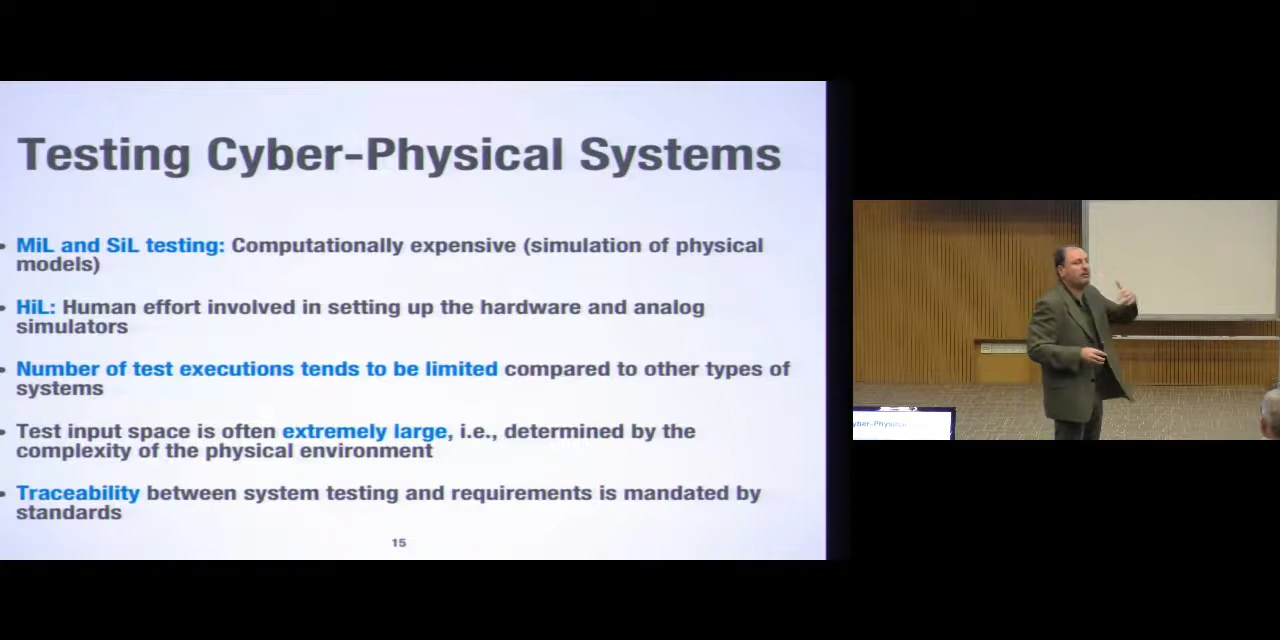 Testing Cyber-Physical Systems
• MiL and SiL testing: Computationally expensive (simulation of physical
models)
• HiL: Human effort involved in setting up the hardware and analog
simulators
• Number of test executions tends to be limited compared to other types of
systems
• Test input space is often extremely large, i.e., determined by the
complexity of the physical environment
• Traceability between system testing and requirements is mandated by
standards
15
yber-Physical